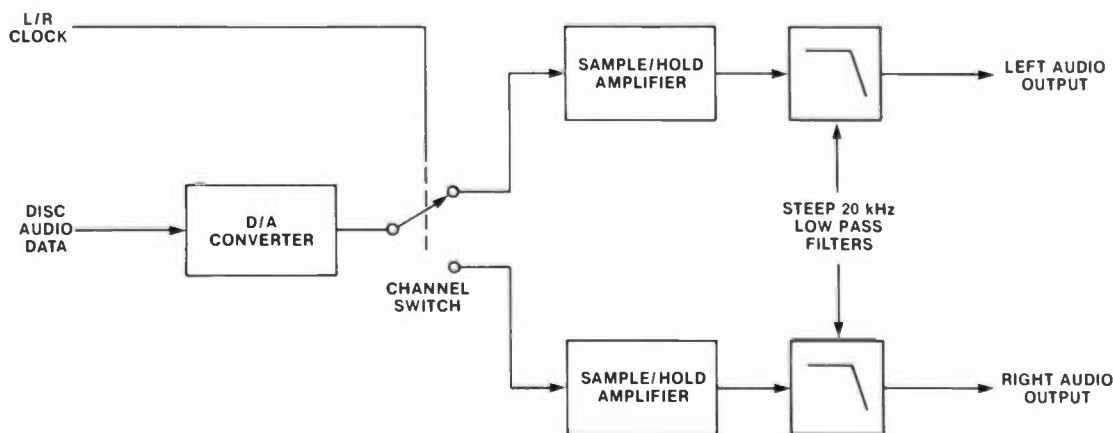 L/R
CLOCK
SAMPLE/HOLD
AMPLIFIER
LEFT AUDIO
OUTPUT
DISC
AUDIO
DATA
D/A
CONVERTER
CHANNEL
SWITCH
STEEP 20 kHz
LOW PASS
FILTERS
SAMPLE/HOLD
AMPLIFIER
RIGHT AUDIO
OUTPUT